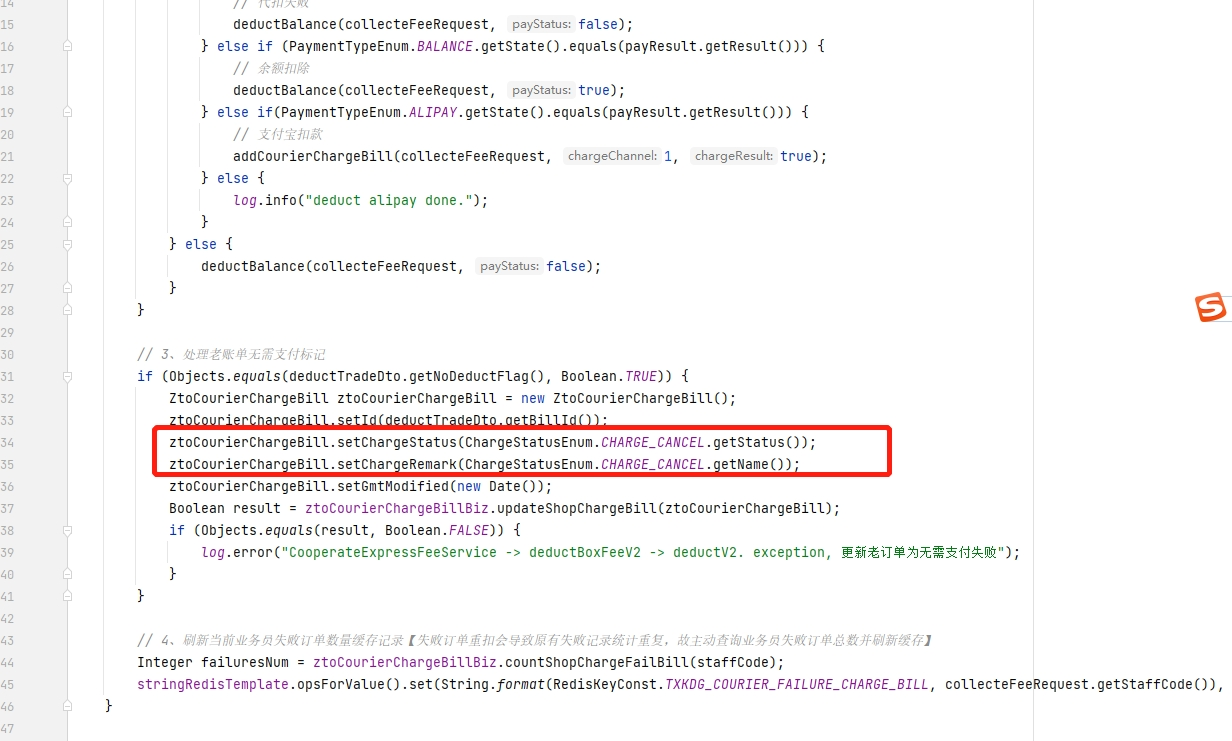 14 // 代扣失败
15 deductBalance(collecteFeeRequest, payStatus: false);
16 } else if (PaymentTypeEnum.BALANCE.getState().equals(payResult.getResult())) {
17 // 余额扣除
18 deductBalance(collecteFeeRequest, payStatus: true);
19 } else if(PaymentTypeEnum.ALIPAY.getState().equals(payResult.getResult())) {
20 // 支付宝扣款
21 addCourierChargeBill(collecteFeeRequest, chargeChannel: 1, chargeResult: true);
22 } else {
23 log.info("deduct alipay done.");
24 }
25 } else {
26 deductBalance(collecteFeeRequest, payStatus: false);
27 }
28 }
29
30 // 3、处理老账单无需支付标记
31 if (Objects.equals(deductTradeDto.getNoDeductFlag(), Boolean.TRUE)) {
32 ZtoCourierChargeBill ztoCourierChargeBill = new ZtoCourierChargeBill();
33 ztoCourierChargeBill.setId(deductTradeDto.getBillId());
34 ztoCourierChargeBill.setChargeStatus(ChargeStatusEnum.CHARGE_CANCEL.getStatus());
35 ztoCourierChargeBill.setChargeRemark(ChargeStatusEnum.CHARGE_CANCEL.getName());
36 ztoCourierChargeBill.setGmtModified(new Date());
37 Boolean result = ztoCourierChargeBillBiz.updateShopChargeBill(ztoCourierChargeBill);
38 if (Objects.equals(result, Boolean.FALSE)) {
39 log.error("CooperateExpressFeeService -> deductBoxFeeV2 -> deductV2. exception, 更新老订单为无需支付失败");
40 }
41 }
42
43 // 4、刷新当前业务员失败订单数量缓存记录【失败订单重扣会导致原有失败记录统计重复，故主动查询业务员失败订单总数并刷新缓存】
44 Integer failuresNum = ztoCourierChargeBillBiz.countShopChargeFailBill(staffCode);
45 stringRedisTemplate.opsForValue().set(String.format(RedisKeyConst.TXKDG_COURIER_FAILURE_CHARGE_BILL, collecteFeeRequest.getStaffCode()),
46 }
47